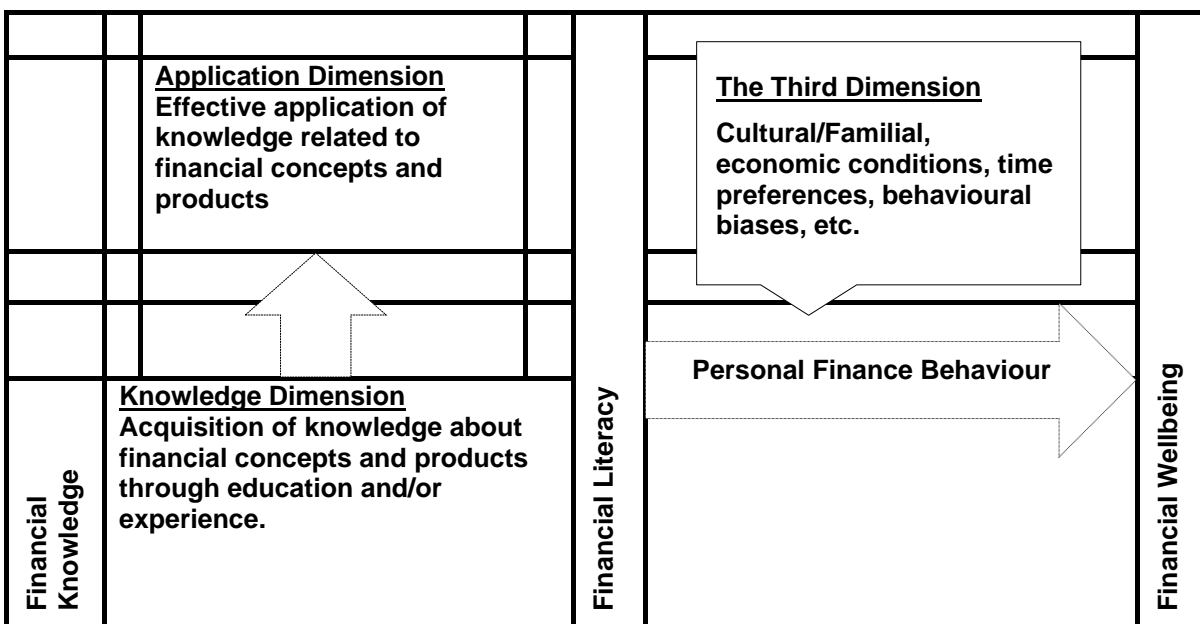 Application Dimension
Effective application of
knowledge related to
financial concepts and
products
The Third Dimension
Cultural/Familial,
economic conditions, time
preferences, behavioural
biases, etc.
Personal Finance Behaviour
Knowledge Dimension
Acquisition of knowledge about
financial concepts and products
through education and/or
experience.
Financial
Knowledge
Financial Literacy
Financial Wellbeing